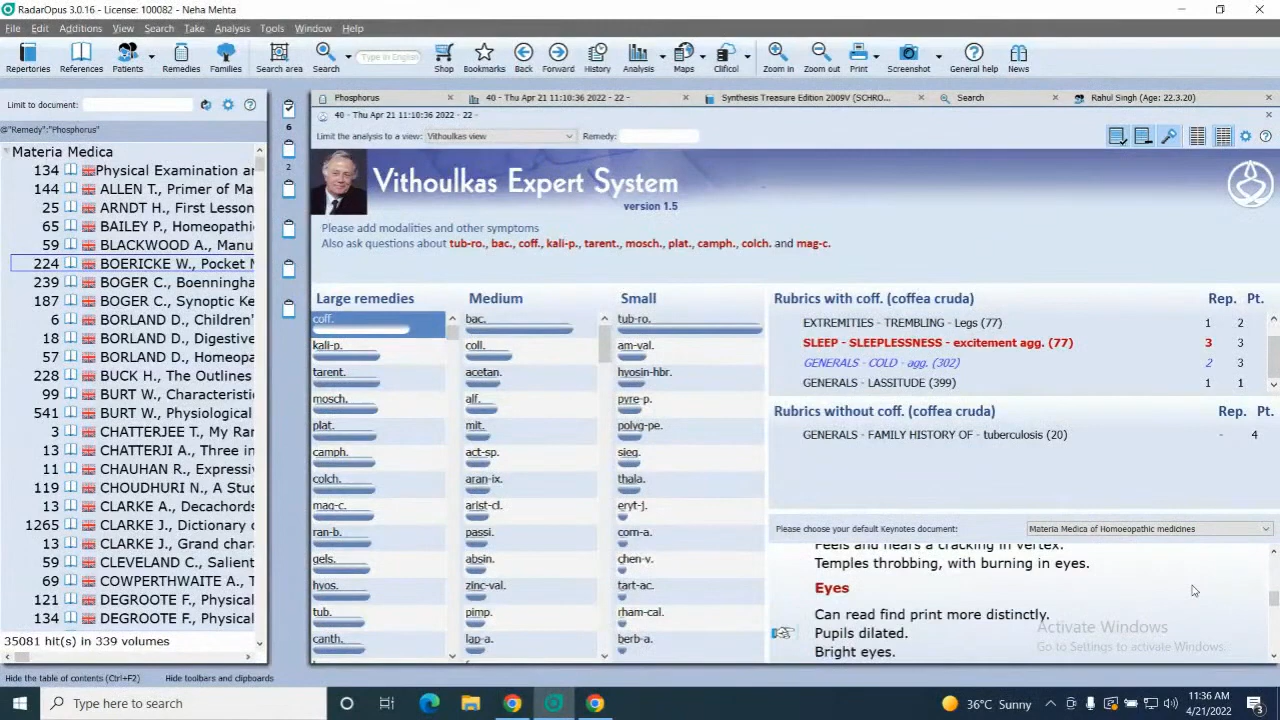 RadarOpus 3.0.16 - License: 100082 - Neha Mehta
File Edit Additions View Search Take Analysis Tools Window Help
Repertories References Patients Remedies Families Search area Search Type in English Shop Bookmarks Back Forward History Analysis Maps Clificol Zoom in Zoom out Print Screenshot General help News
Limit to document:
@"Remedy":"Phosphorus"
Materia Medica
134 Physical Examination ar
144 ALLEN T., Primer of Ma
25 ARNDT H., First Lesson
65 BAILEY P., Homeopathi
59 BLACKWOOD A., Manu
224 BOERICKE W., Pocket M
239 BOGER C., Boenningha
187 BOGER C., Synoptic Ke
6 BORLAND D., Children'
18 BORLAND D., Digestive
57 BORLAND D., Homeopa
228 BUCK H., The Outlines
99 BURT W., Characteristic
541 BURT W., Physiological
3 CHATTERJEE T., My Rar
13 CHATTERJI A., Three in
11 CHAUHAN R., Expressiv
119 CHOUDHURI N., A Stud
13 CLARKE A., Decachords
1265 CLARKE J., Dictionary o
13 CLARKE J., Grand chara
59 CLEVELAND C., Salient
69 COWPERTHWAITE A., T
121 DEGROOTE F., Physical
134 DEGROOTE F., Physical
35081 hit(s) in 339 volumes
Hide the table of contents (Ctrl+F2) Hide toolbars and clipboards
6
2
Phosphorus 40 - Thu Apr 21 11:10:36 2022 - 22 - Synthesis Treasure Edition 2009V (SCHRO... Search Rahul Singh (Age: 22.3.20)
40 - Thu Apr 21 11:10:36 2022 - 22 -
Limit the analysis to a view: Vithoulkas view Remedy:
Vithoulkas Expert System
version 1.5
Please add modalities and other symptoms
Also ask questions about tub-ro., bac., coff., kali-p., tarent., mosch., plat., camph., colch. and mag-c.
Large remedies
coff.
kali-p.
tarent.
mosch.
plat.
camph.
colch.
mag-c.
ran-b.
gels.
hyos.
tub.
canth.
Medium
bac.
coll.
acetan.
alf.
mit.
act-sp.
aran-ix.
arist-cl.
passi.
absin.
zinc-val.
pimp.
lap-a.
Small
tub-ro.
am-val.
hyosin-hbr.
pyre-p.
polyg-pe.
sieg.
thala.
eryt-j.
corn-a.
chen-v.
tart-ac.
rham-cal.
berb-a.
Rubrics with coff. (coffea cruda) Rep. Pt.
EXTREMITIES - TREMBLING - Legs (77) 1 2
SLEEP - SLEEPLESSNESS - excitement agg. (77) 3 3
GENERALS - COLD - agg. (302) 2 3
GENERALS - LASSITUDE (399) 1 1
Rubrics without coff. (coffea cruda) Rep. Pt.
GENERALS - FAMILY HISTORY OF - tuberculosis (20) - 4
Please choose your default Keynotes document: Materia Medica of Homoeopathic medicines
Feels and hears a cracking in vertex.
Temples throbbing, with burning in eyes.
Eyes
Can read find print more distinctly.
Pupils dilated.
Bright eyes.
Activate Windows
Go to Settings to activate Windows.
Type here to search
36°C Sunny
11:36 AM
4/21/2022
3